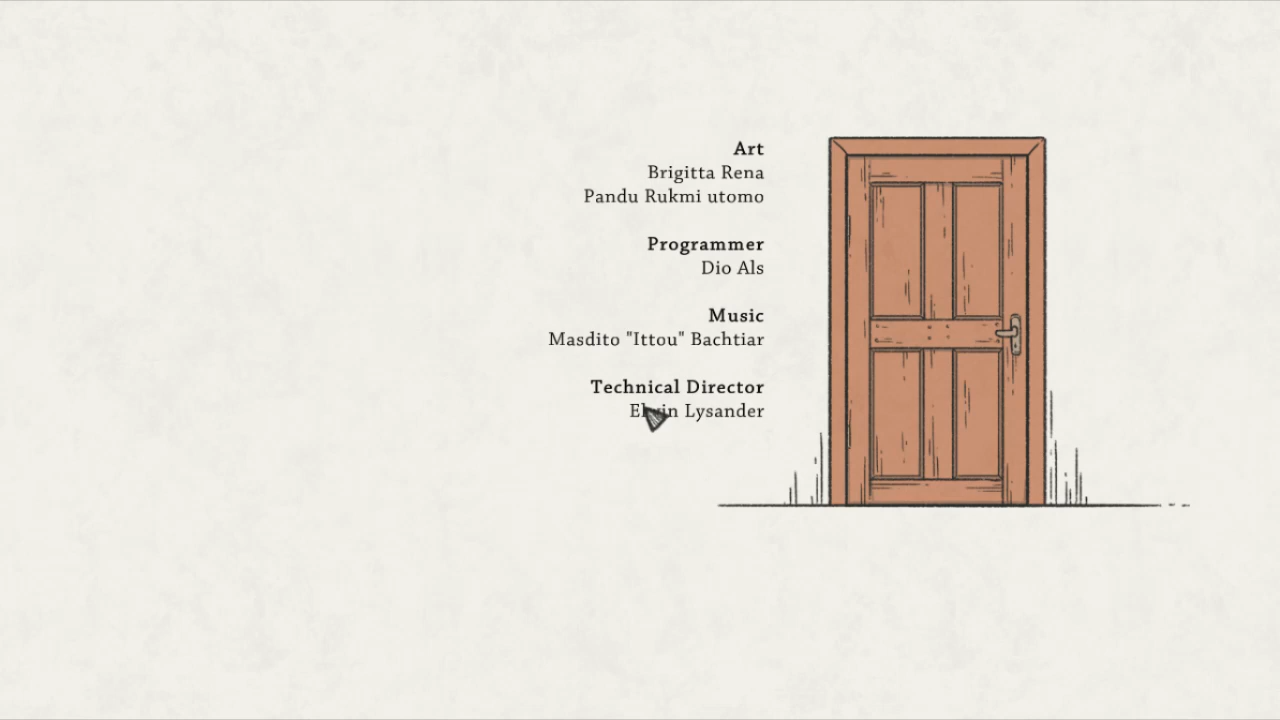 Art
Brigitta Rena
Pandu Rukmi utomo
Programmer
Dio Als
Music
Masdito "Ittou" Bachtiar
Technical Director
Lysander